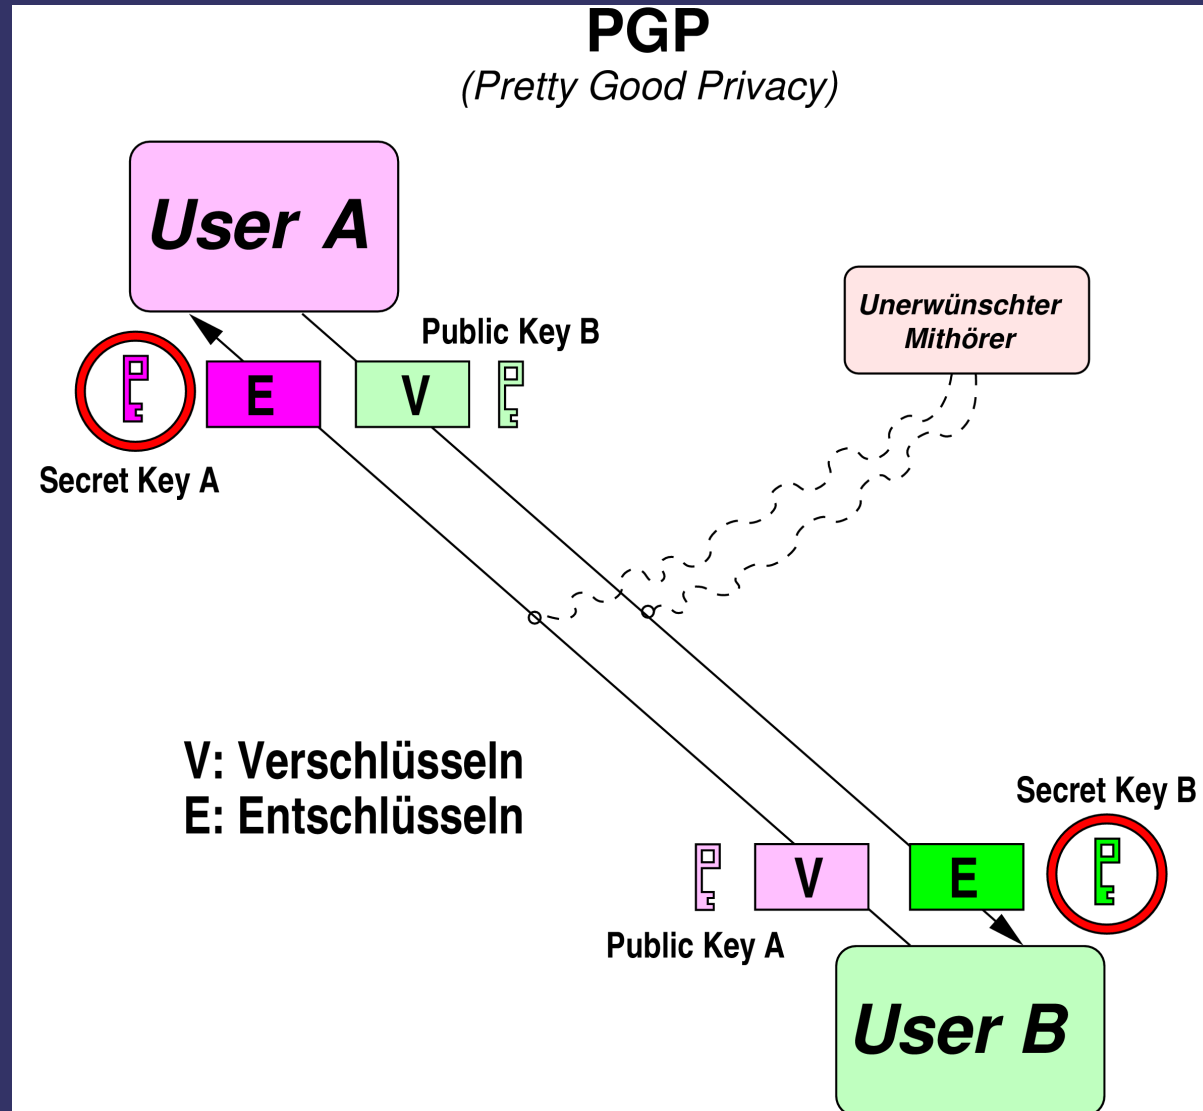 PGP
(Pretty Good Privacy)
User A
Unerwünschter
Mithörer
Public Key B
E
V
Secret Key A
V: Verschlüsseln
E: Entschlüsseln
Secret Key B
V
E
Public Key A
User B